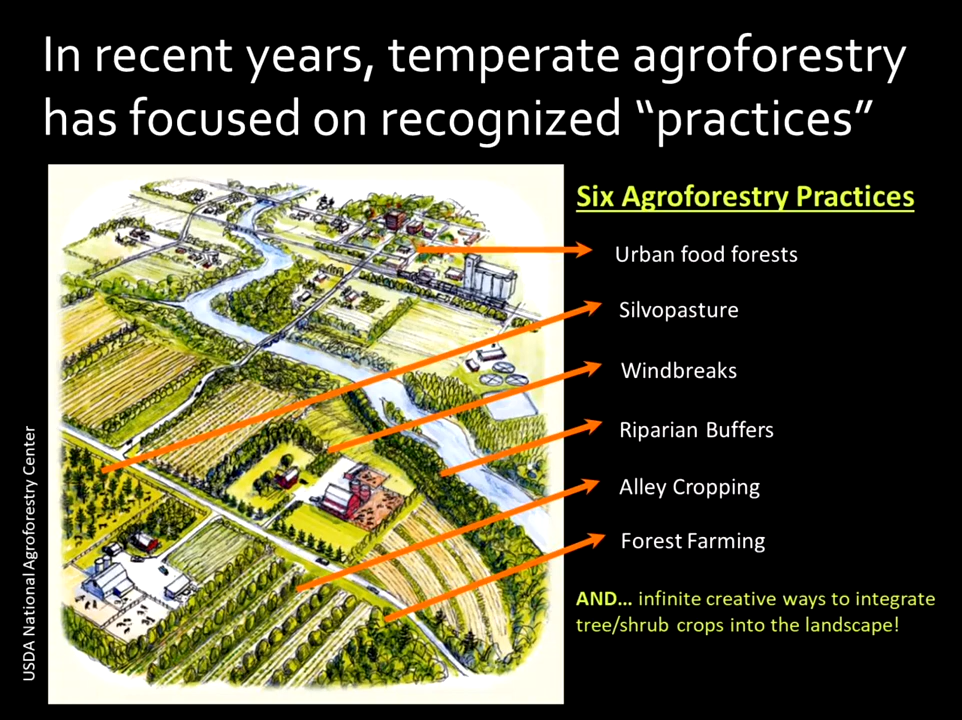 In recent years, temperate agroforestry
has focused on recognized “practices”
Six Agroforestry Practices
Urban food forests
Silvopasture
Windbreaks
Riparian Buffers
Alley Cropping
Forest Farming
AND... infinite creative ways to integrate
tree/shrub crops into the landscape!
USDA National Agroforestry Center